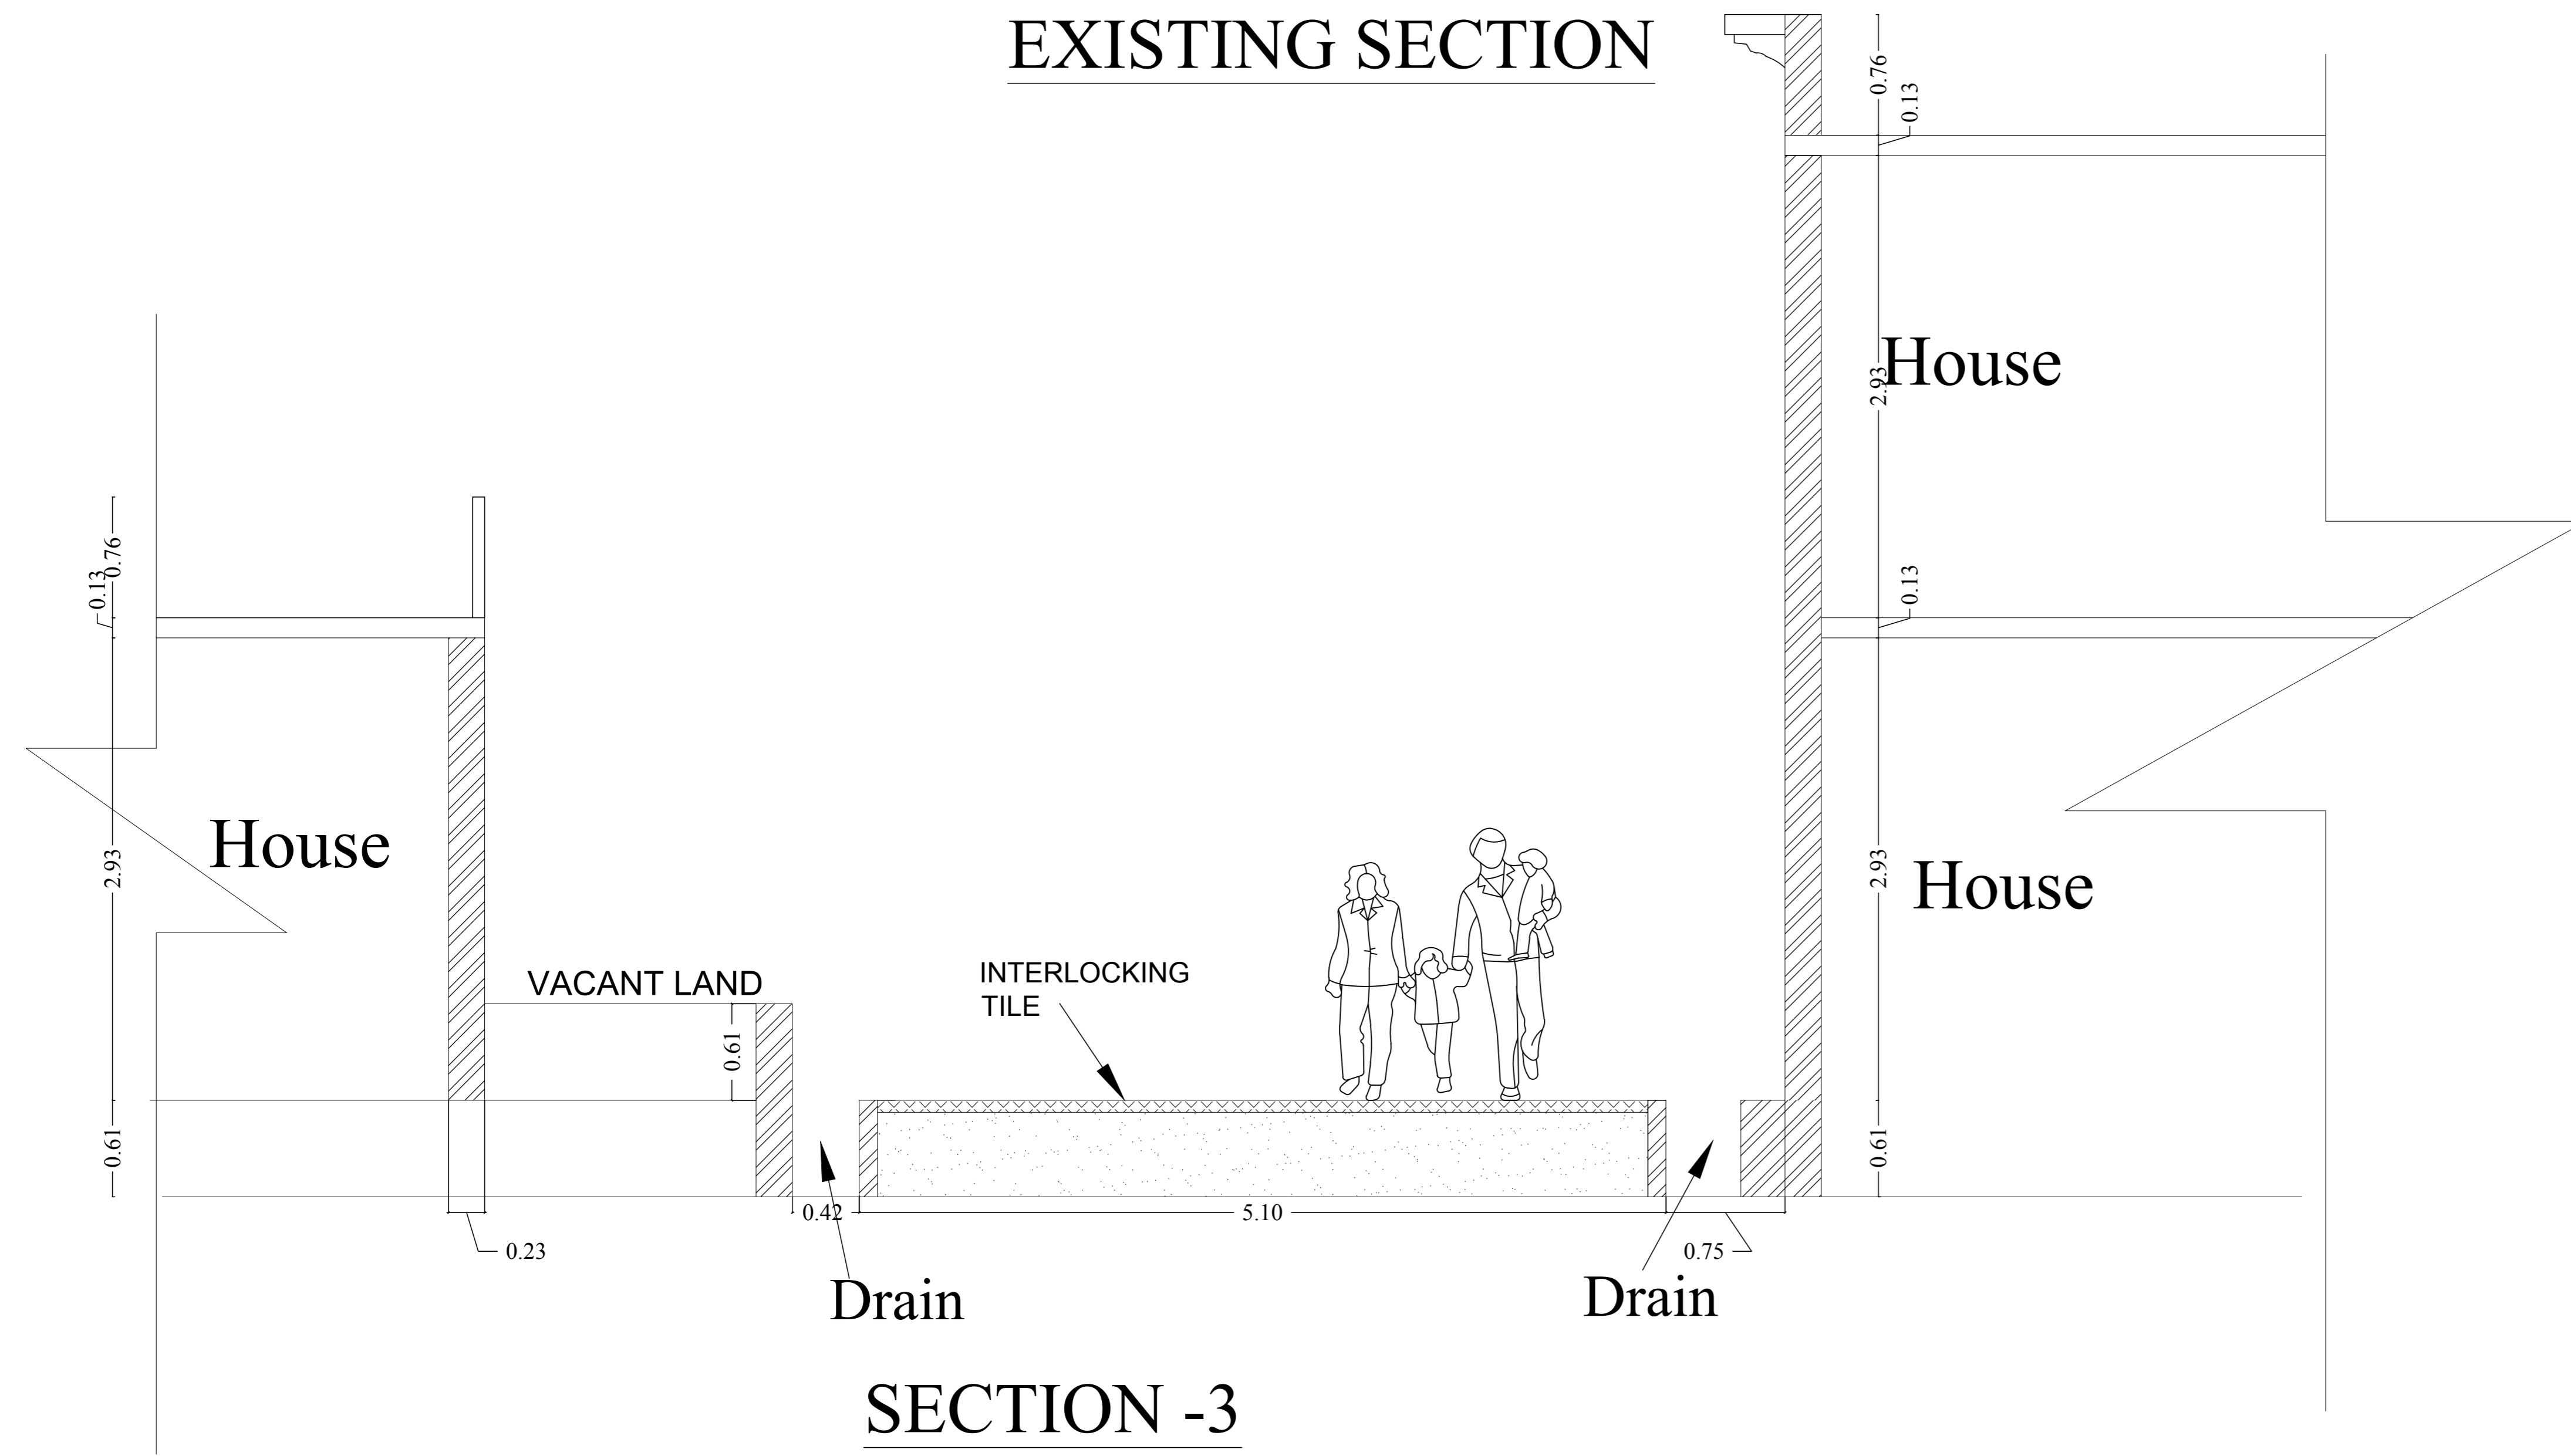 EXISTING SECTION
0.76
0.13
House
2.93
0.76
0.13
0.13
House
2.93
2.93
House
VACANT LAND
INTERLOCKING
TILE
0.61
0.61
0.61
0.42
5.10
0.23
0.75
Drain
Drain
SECTION -3